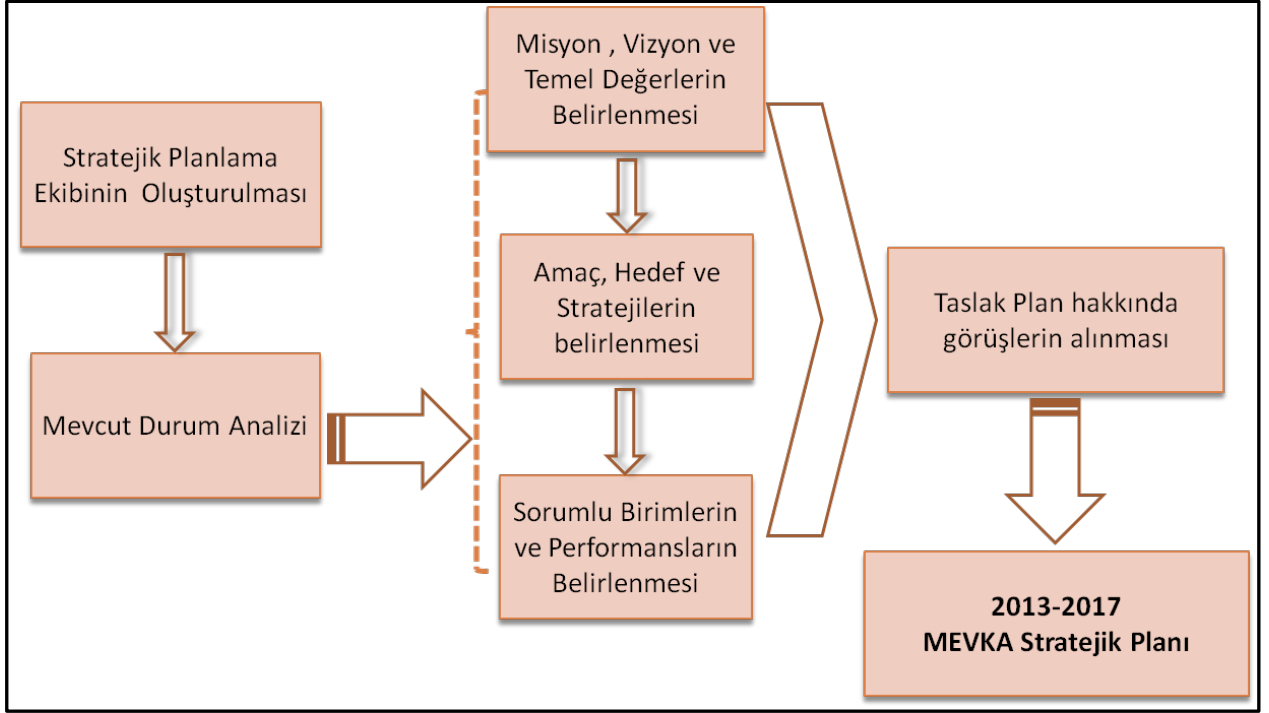 Stratejik Planlama
Ekibinin Oluşturulması
Mevcut Durum Analizi
Misyon , Vizyon ve
Temel Değerlerin
Belirlenmesi
Amaç, Hedef ve
Stratejilerin
belirlenmesi
Sorumlu Birimlerin
ve Performansların
Belirlenmesi
Taslak Plan hakkında
görüşlerin alınması
2013-2017
MEVKA Stratejik Planı